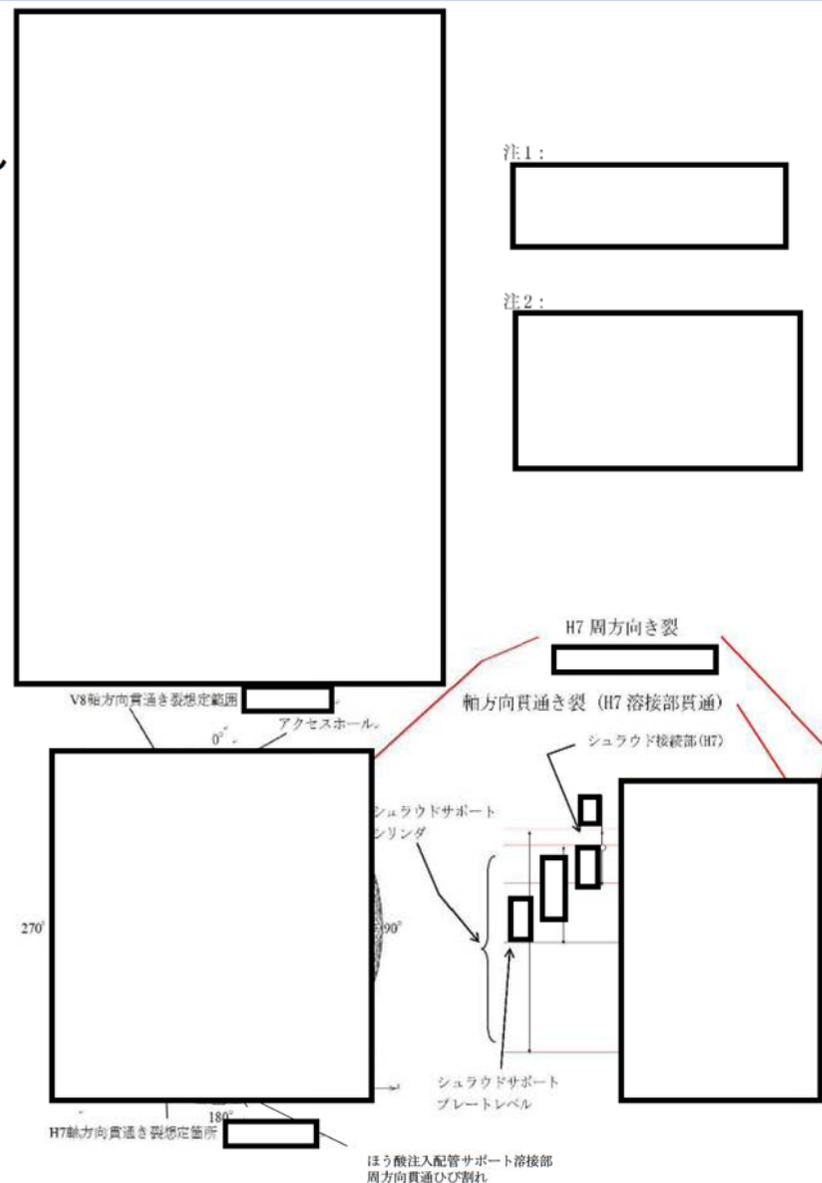 注1：
注2：
H7 周方向き裂
V8軸方向貫通き裂想定範囲
軸方向貫通き裂 (H7 溶接部貫通)
アクセスホール
0°
シュラウド接続部(H7)
シュラウドサポート
シリンダ
270°
90°
シュラウドサポート
プレートレベル
180°
H7軸方向貫通き裂想定箇所
ほう酸注入配管サポート溶接部
周方向貫通ひび割れ